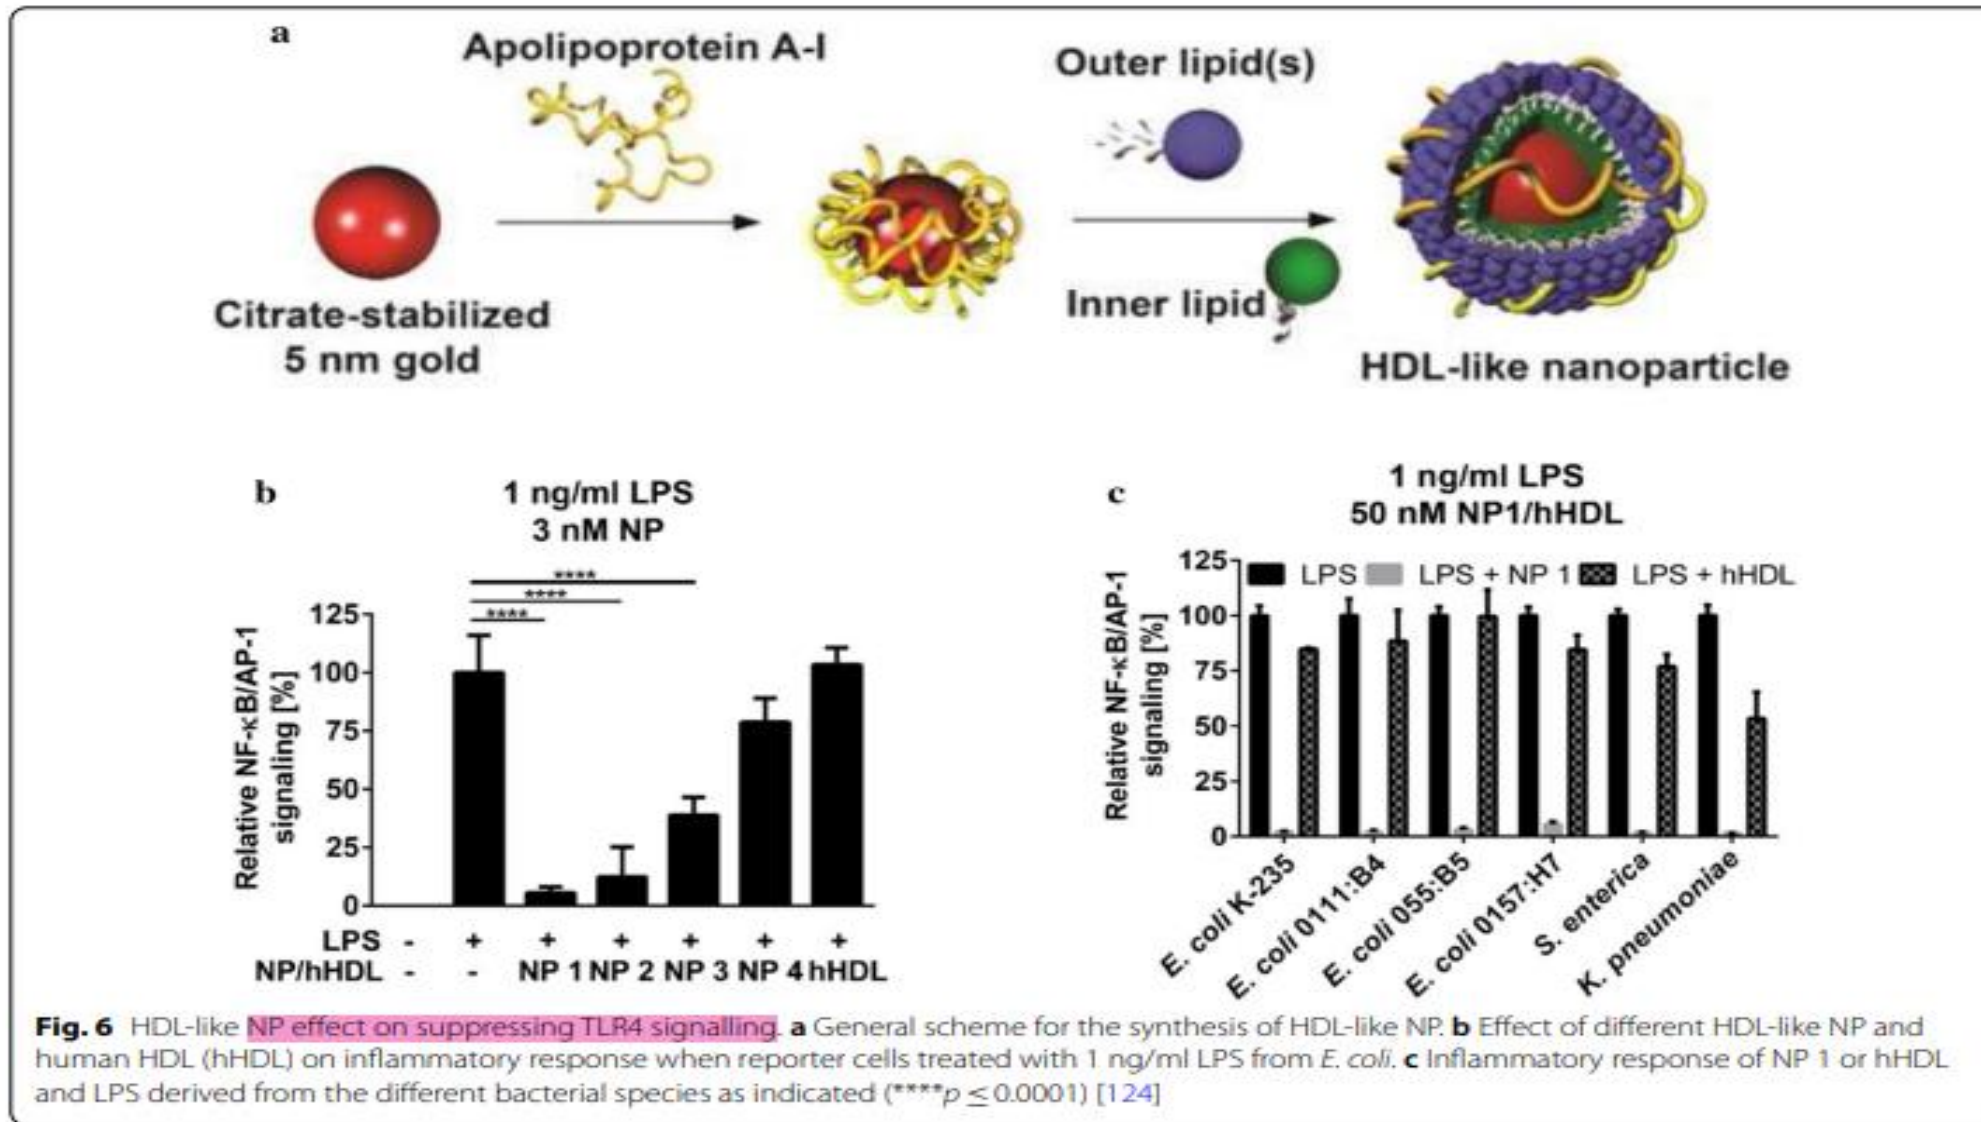 a
Apolipoprotein A-I
Outer lipid(s)
Citrate-stabilized
5 nm gold
Inner lipid
HDL-like nanoparticle
b
1 ng/ml LPS
3 nM NP
****
****
****
Relative NF-κB/AP-1
signaling [%]
125
100
75
50
25
0
LPS - + + + + + +
NP/hHDL - - NP 1 NP 2 NP 3 NP 4 hHDL
c
1 ng/ml LPS
50 nM NP1/hHDL
Relative NF-κB/AP-1
signaling [%]
125
100
75
50
25
0
LPS LPS + NP 1 LPS + hHDL
E. coli K-235
E. coli 0111:B4
E. coli 055:B5
E. coli 0157:H7
S. enterica
K. pneumoniae
Fig. 6 HDL-like NP effect on suppressing TLR4 signalling. a General scheme for the synthesis of HDL-like NP. b Effect of different HDL-like NP and
human HDL (hHDL) on inflammatory response when reporter cells treated with 1 ng/ml LPS from E. coli. c Inflammatory response of NP 1 or hHDL
and LPS derived from the different bacterial species as indicated (****p ≤ 0.0001) [124]